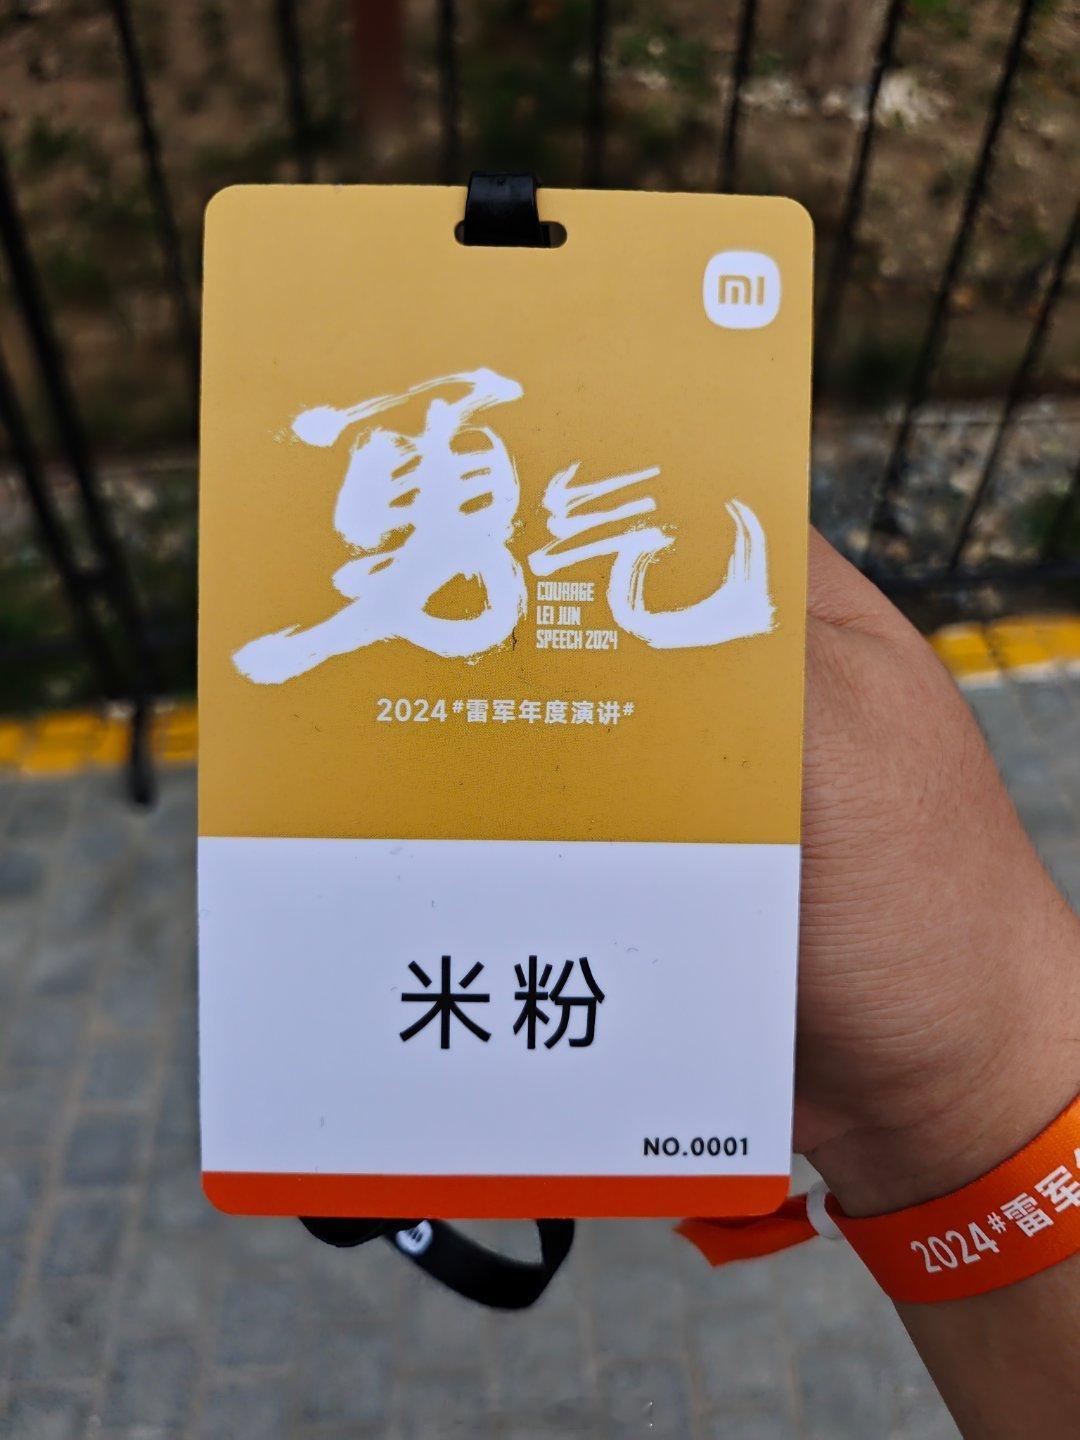 mi
勇气
COURAGE
LEI JUN
SPEECH 2024
2024#雷军年度演讲#
米粉
NO.0001
2024#雷军